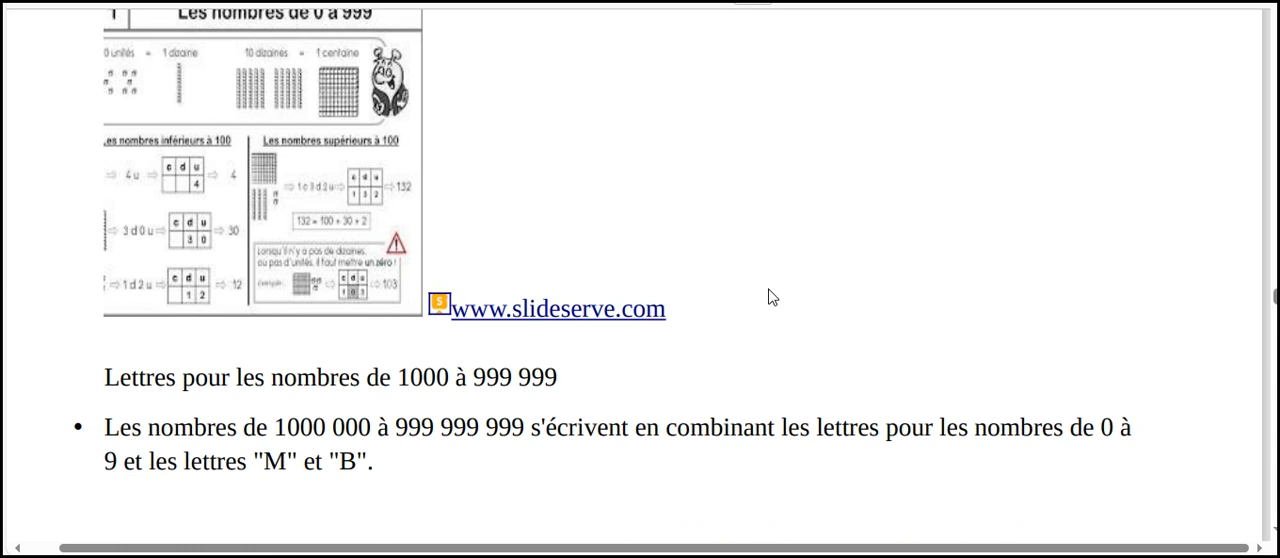 1 Les nombres de 0 à 999
0 unités = 1 dizaine 10 dizaines = 1 centaine
Les nombres inférieurs à 100 Les nombres supérieurs à 100
⇨ 4 u ⇨ c d u ⇨ 4
4
⇨ 1 c 3 d 2 u ⇨ c d u ⇨ 132
1 3 2
132 = 100 + 30 + 2
⇨ 3 d 0 u ⇨ c d u ⇨ 30
3 0
Lorsqu'il n'y a pas de dizaines,
ou pas d'unités, il faut mettre un zéro !
⇨ 1 d 2 u ⇨ c d u ⇨ 12
1 2
⇨ c d u ⇨ 103
1 0 3
S www.slideserve.com
Lettres pour les nombres de 1000 à 999 999
• Les nombres de 1000 000 à 999 999 999 s'écrivent en combinant les lettres pour les nombres de 0 à
9 et les lettres "M" et "B".